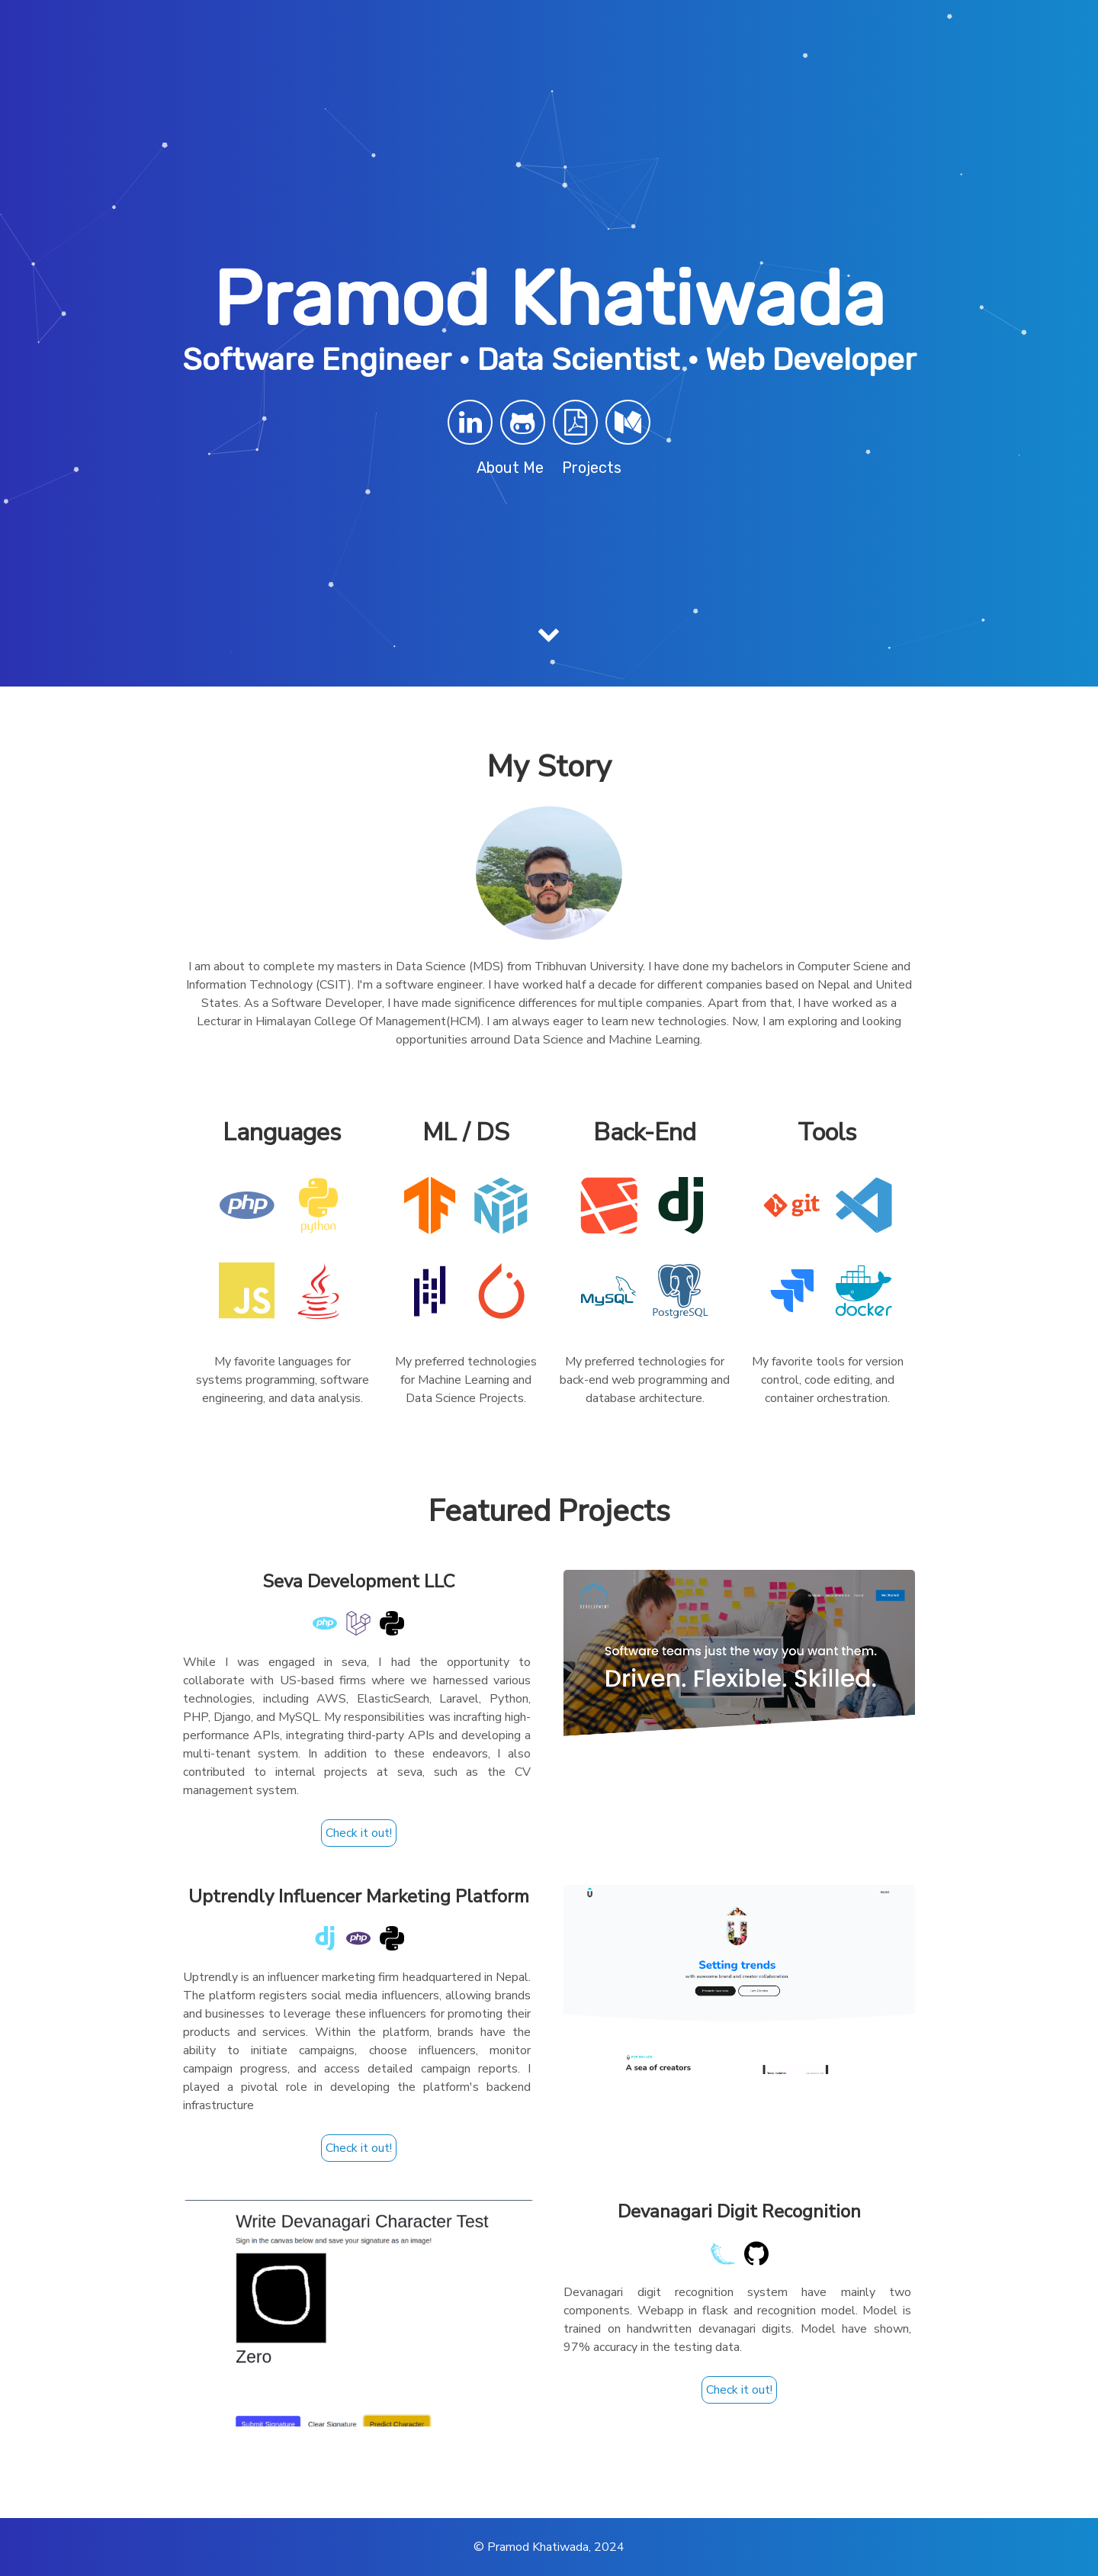 Pramod Khatiwada
Software Engineer • Data Scientist • Web Developer
About Me Projects
My Story
I am about to complete my masters in Data Science (MDS) from Tribhuvan University. I have done my bachelors in Computer Sciene and
Information Technology (CSIT). I'm a software engineer. I have worked half a decade for different companies based on Nepal and United
States. As a Software Developer, I have made significence differences for multiple companies. Apart from that, I have worked as a
Lecturar in Himalayan College Of Management(HCM). I am always eager to learn new technologies. Now, I am exploring and looking
opportunities arround Data Science and Machine Learning.
Languages
php
python
JS
My favorite languages for
systems programming, software
engineering, and data analysis.
ML / DS
My preferred technologies
for Machine Learning and
Data Science Projects.
Back-End
dj
MySQL
PostgreSQL
My preferred technologies for
back-end web programming and
database architecture.
Tools
git
docker
My favorite tools for version
control, code editing, and
container orchestration.
Featured Projects
Seva Development LLC
php
While I was engaged in seva, I had the opportunity to
collaborate with US-based firms where we harnessed various
technologies, including AWS, ElasticSearch, Laravel, Python,
PHP, Django, and MySQL. My responsibilities was incrafting high-
performance APIs, integrating third-party APIs and developing a
multi-tenant system. In addition to these endeavors, I also
contributed to internal projects at seva, such as the CV
management system.
Check it out!
DEVELOPMENT
Software teams just the way you want them.
Driven. Flexible. Skilled.
Uptrendly Influencer Marketing Platform
dj php
Uptrendly is an influencer marketing firm headquartered in Nepal.
The platform registers social media influencers, allowing brands
and businesses to leverage these influencers for promoting their
products and services. Within the platform, brands have the
ability to initiate campaigns, choose influencers, monitor
campaign progress, and access detailed campaign reports. I
played a pivotal role in developing the platform's backend
infrastructure
Check it out!
Setting trends
with awesome brand and creator collaboration
A sea of creators
Write Devanagari Character Test
Sign in the canvas below and save your signature as an image!
Zero
Submit Signature Clear Signature Predict Character
Devanagari Digit Recognition
Devanagari digit recognition system have mainly two
components. Webapp in flask and recognition model. Model is
trained on handwritten devanagari digits. Model have shown,
97% accuracy in the testing data.
Check it out!
© Pramod Khatiwada, 2024